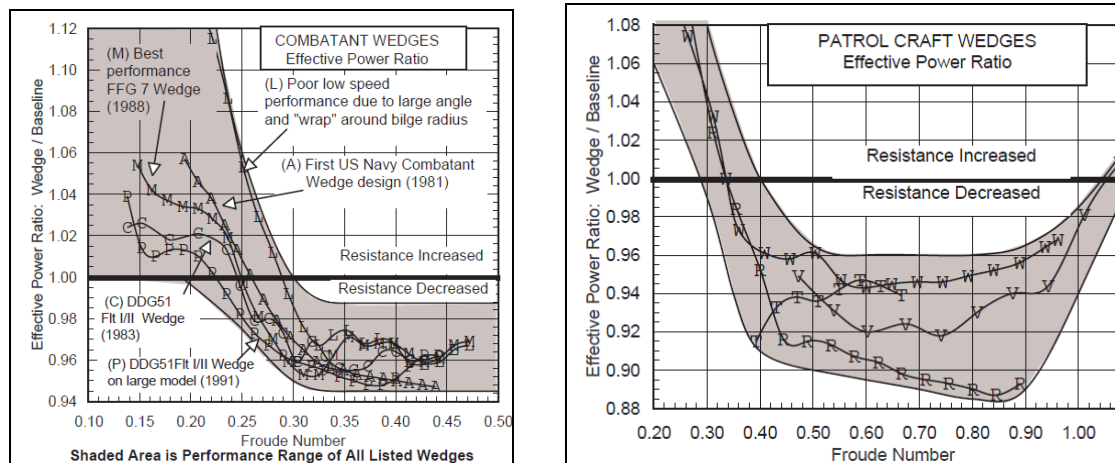 COMBATANT WEDGES
Effective Power Ratio
(M) Best
performance
FFG 7 Wedge
(1988)
(L) Poor low speed
performance due to large angle
and "wrap" around bilge radius
(A) First US Navy Combatant
Wedge design (1981)
Resistance Increased
Resistance Decreased
(C) DDG51
Flt I/II Wedge
(1983)
(P) DDG51Flt I/II Wedge
on large model (1991)
Effective Power Ratio: Wedge / Baseline
1.12
1.10
1.08
1.06
1.04
1.02
1.00
0.98
0.96
0.94
0.10 0.15 0.20 0.25 0.30 0.35 0.40 0.45 0.50
Froude Number
Shaded Area is Performance Range of All Listed Wedges
PATROL CRAFT WEDGES
Effective Power Ratio
Resistance Increased
Resistance Decreased
Effective Power Ratio: Wedge / Baseline
1.08
1.06
1.04
1.02
1.00
0.98
0.96
0.94
0.92
0.90
0.88
0.20 0.30 0.40 0.50 0.60 0.70 0.80 0.90 1.00
Froude Number